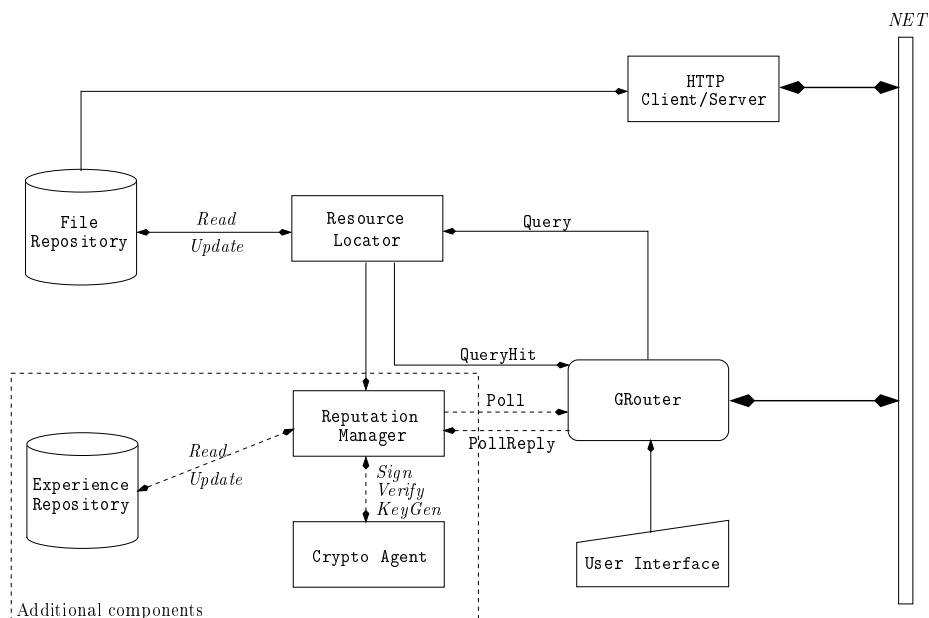 NET
HTTP
Client/Server
File
Repository
Read
Update
Resource
Locator
Query
QueryHit
GRouter
Poll
PollReply
Reputation
Manager
Read
Update
Experience
Repository
Sign
Verify
KeyGen
Crypto Agent
User Interface
Additional components